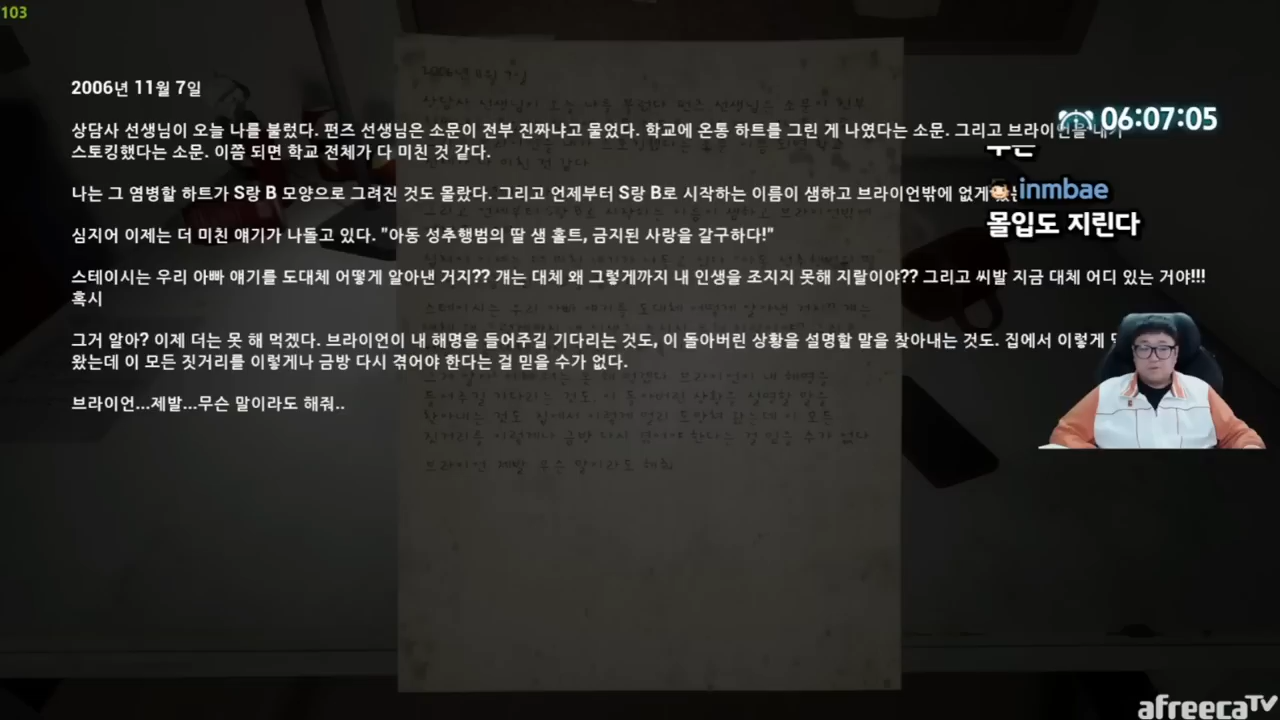 103
2006년 11월 7일
상담사 선생님이 오늘 나를 불렀다. 펀즈 선생님은 소문이 전부 진짜냐고 물었다. 학교에 온통 하트를 그린 게 나였다는 소문. 그리고 브라이언을 내가
스토킹했다는 소문. 이쯤 되면 학교 전체가 다 미친 것 같다.
나는 그 염병할 하트가 S랑 B 모양으로 그려진 것도 몰랐다. 그리고 언제부터 S랑 B로 시작하는 이름이 샘하고 브라이언밖에 없게
심지어 이제는 더 미친 얘기가 나돌고 있다. "아동 성추행범의 딸 샘 홀트, 금지된 사랑을 갈구하다!"
스테이시는 우리 아빠 얘기를 도대체 어떻게 알아낸 거지?? 걔는 대체 왜 그렇게까지 내 인생을 조지지 못해 지랄이야?? 그리고 씨발 지금 대체 어디 있는 거야!!!
혹시
그거 알아? 이제 더는 못 해 먹겠다. 브라이언이 내 해명을 들어주길 기다리는 것도, 이 돌아버린 상황을 설명할 말을 찾아내는 것도. 집에서 이렇게
왔는데 이 모든 짓거리를 이렇게나 금방 다시 겪어야 한다는 걸 믿을 수가 없다.
브라이언...제발...무슨 말이라도 해줘..
06:07:05
inmbae
몰입도 지린다
afreecaTV